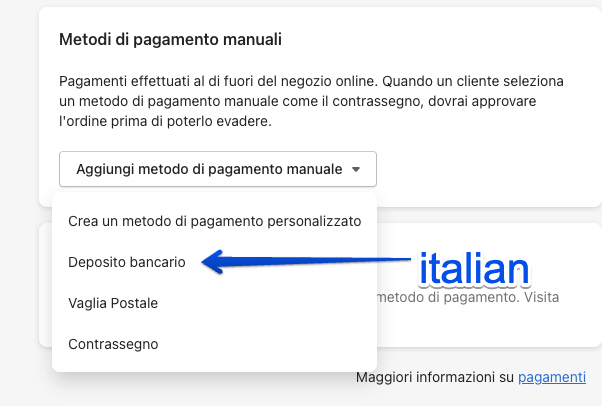 Metodi di pagamento manuali
Pagamenti effettuati al di fuori del negozio online. Quando un cliente seleziona
un metodo di pagamento manuale come il contrassegno, dovrai approvare
l'ordine prima di poterlo evadere.
Aggiungi metodo di pagamento manuale
Crea un metodo di pagamento personalizzato
Deposito bancario
italian
metodo di pagamento. Visita
Vaglia Postale
Contrassegno
Maggiori informazioni su pagamenti